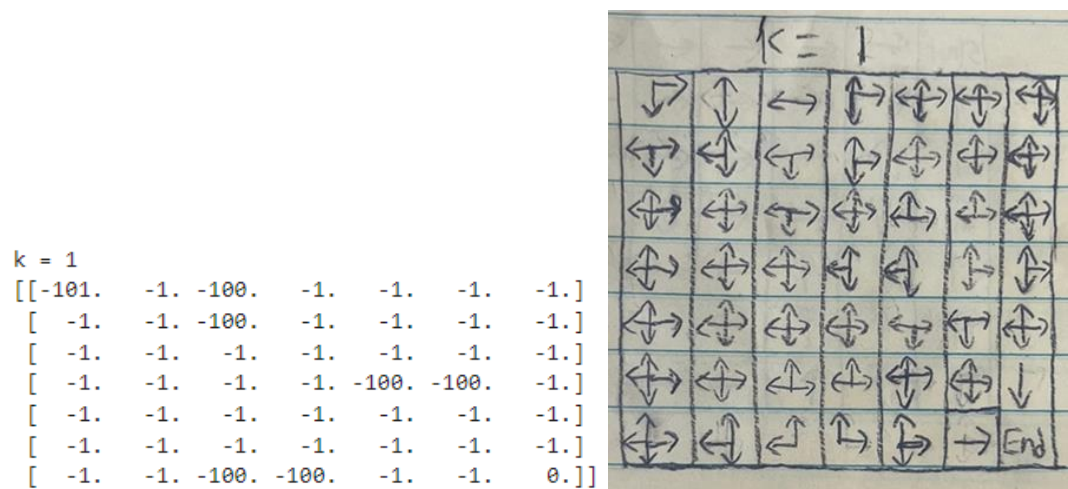 k = 1
[[-101. -1. -100. -1. -1. -1. -1.]
[ -1. -1. -100. -1. -1. -1. -1.]
[ -1. -1. -1. -1. -1. -1. -1.]
[ -1. -1. -1. -1. -100. -100. -1.]
[ -1. -1. -1. -1. -1. -1. -1.]
[ -1. -1. -1. -1. -1. -1. -1.]
[ -1. -1. -100. -100. -1. -1. 0.]]
k = 1
End